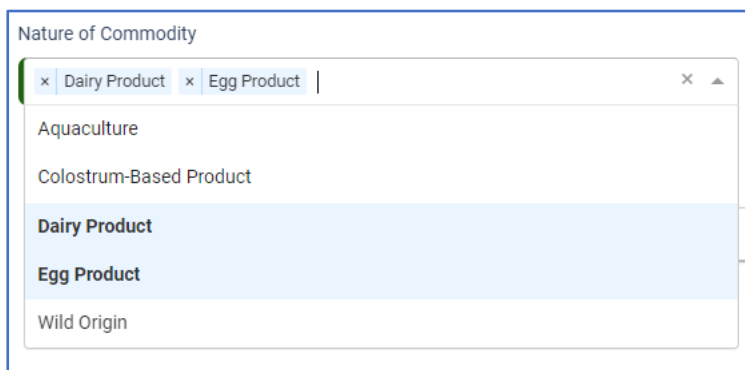 Nature of Commodity
× Dairy Product × Egg Product
Aquaculture
Colostrum-Based Product
Dairy Product
Egg Product
Wild Origin